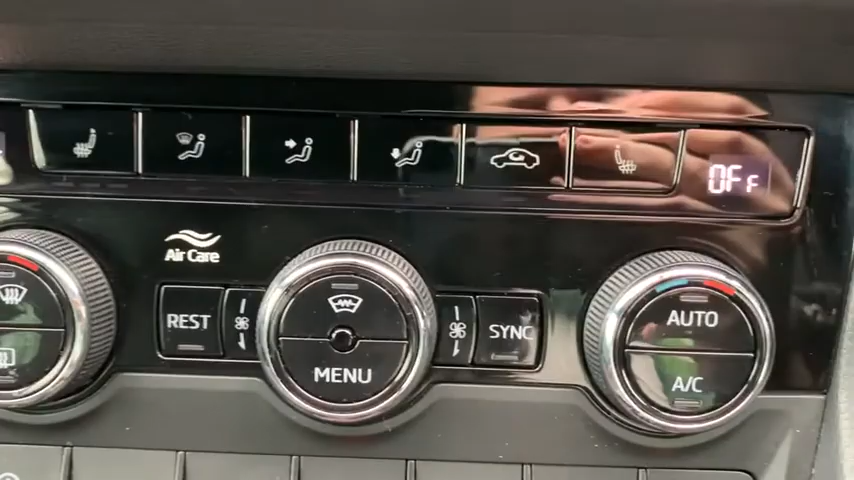 OFF
Air Care
REST
MENU
SYNC
AUTO
A/C